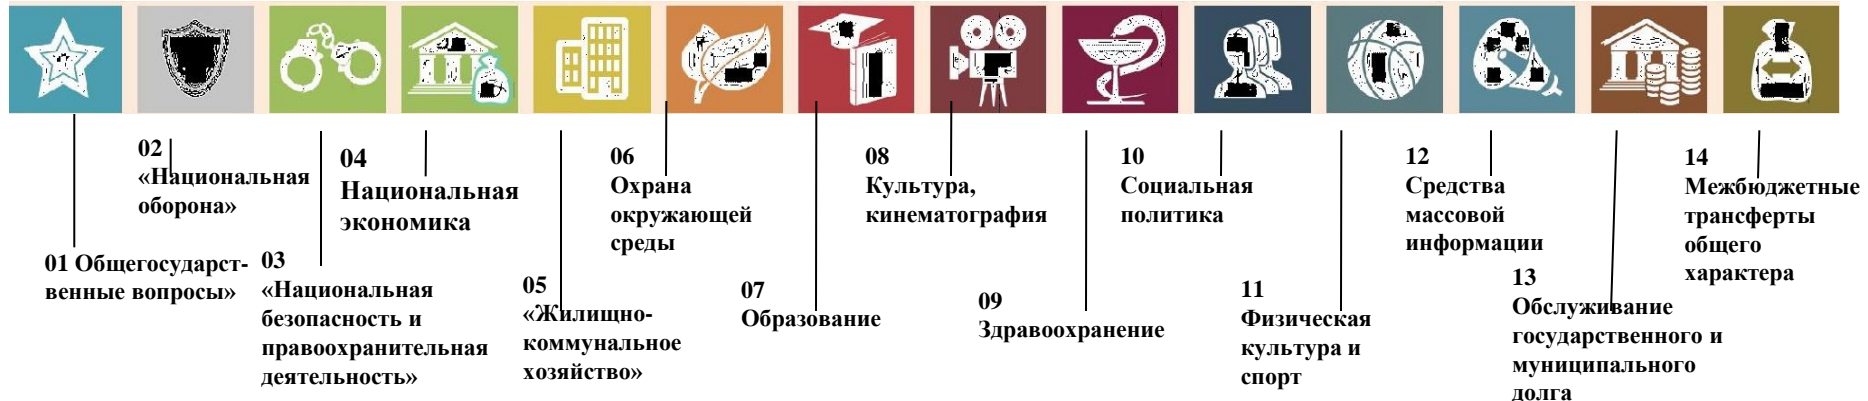 01 Общегосударст-
венные вопросы»
02
«Национальная
оборона»
03
«Национальная
безопасность и
правоохранительная
деятельность»
04
Национальная
экономика
05
«Жилищно-
коммунальное
хозяйство»
06
Охрана
окружающей
среды
07
Образование
08
Культура,
кинематография
09
Здравоохранение
10
Социальная
политика
11
Физическая
культура и
спорт
12
Средства
массовой
информации
13
Обслуживание
государственного и
муниципального
долга
14
Межбюджетные
трансферты
общего
характера